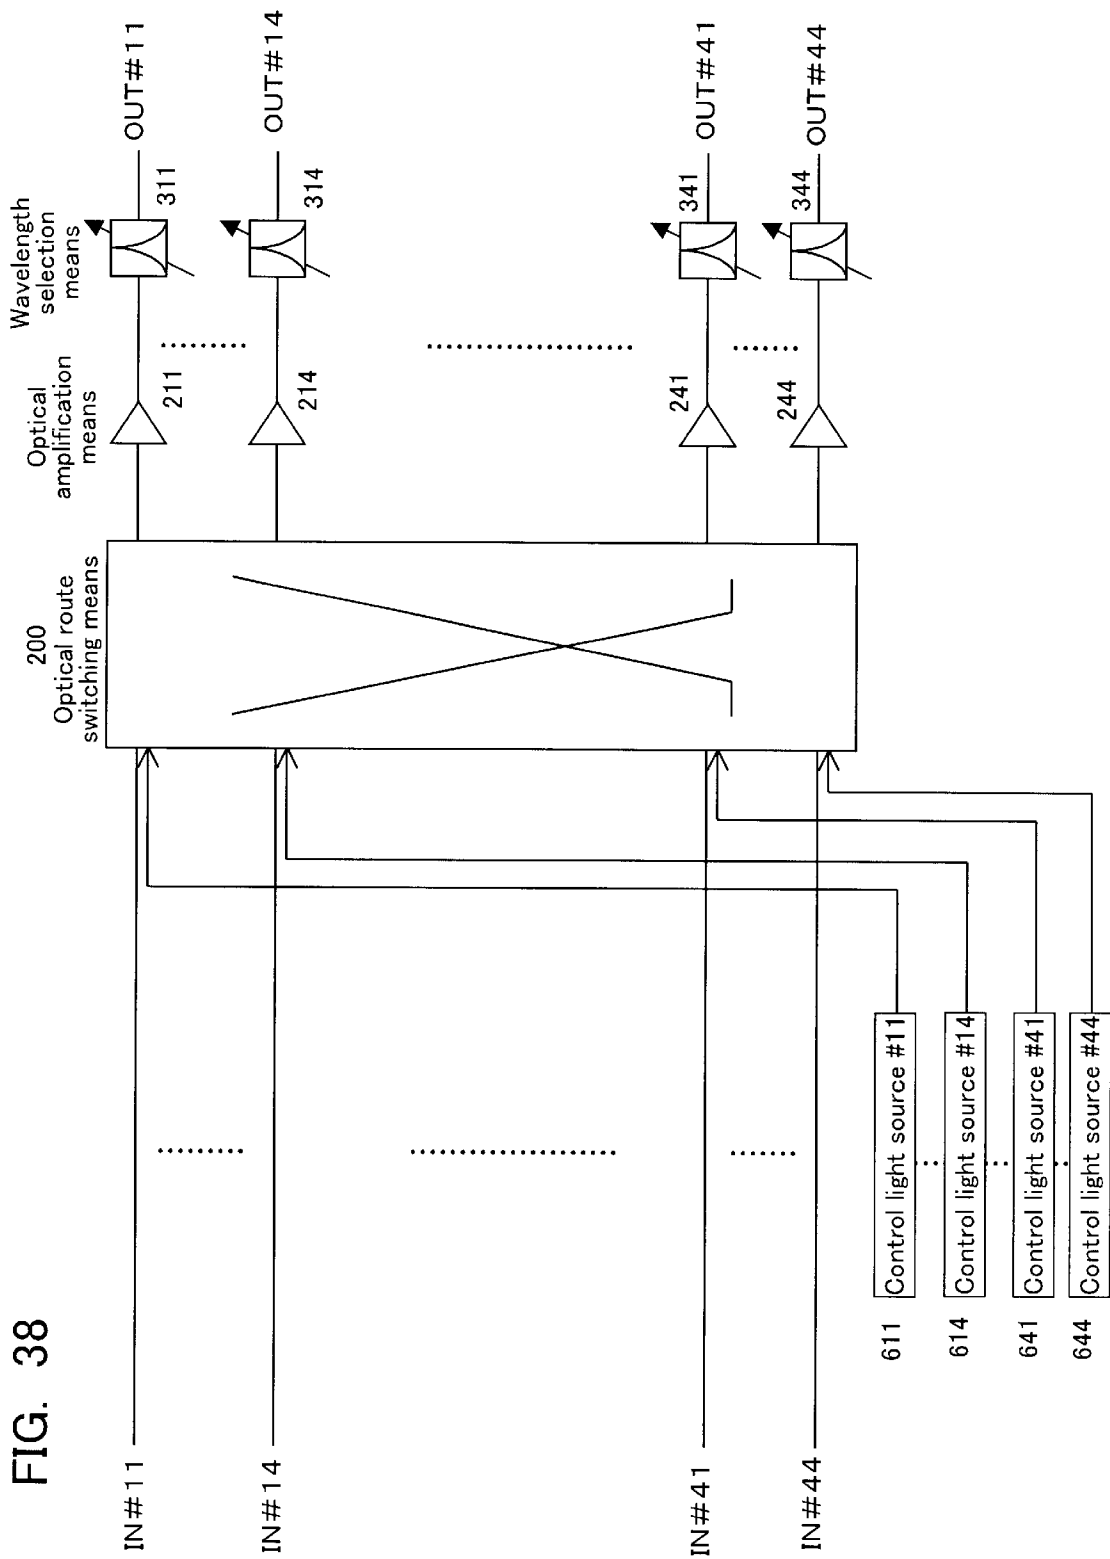 FIG. 38
200
Optical route
switching means
Optical
amplification
means
Wavelength
selection
means
IN#11
211
311
OUT#11
IN#14
214
314
OUT#14
IN#41
241
341
OUT#41
IN#44
244
344
OUT#44
611
Control light source #11
614
Control light source #14
641
Control light source #41
644
Control light source #44